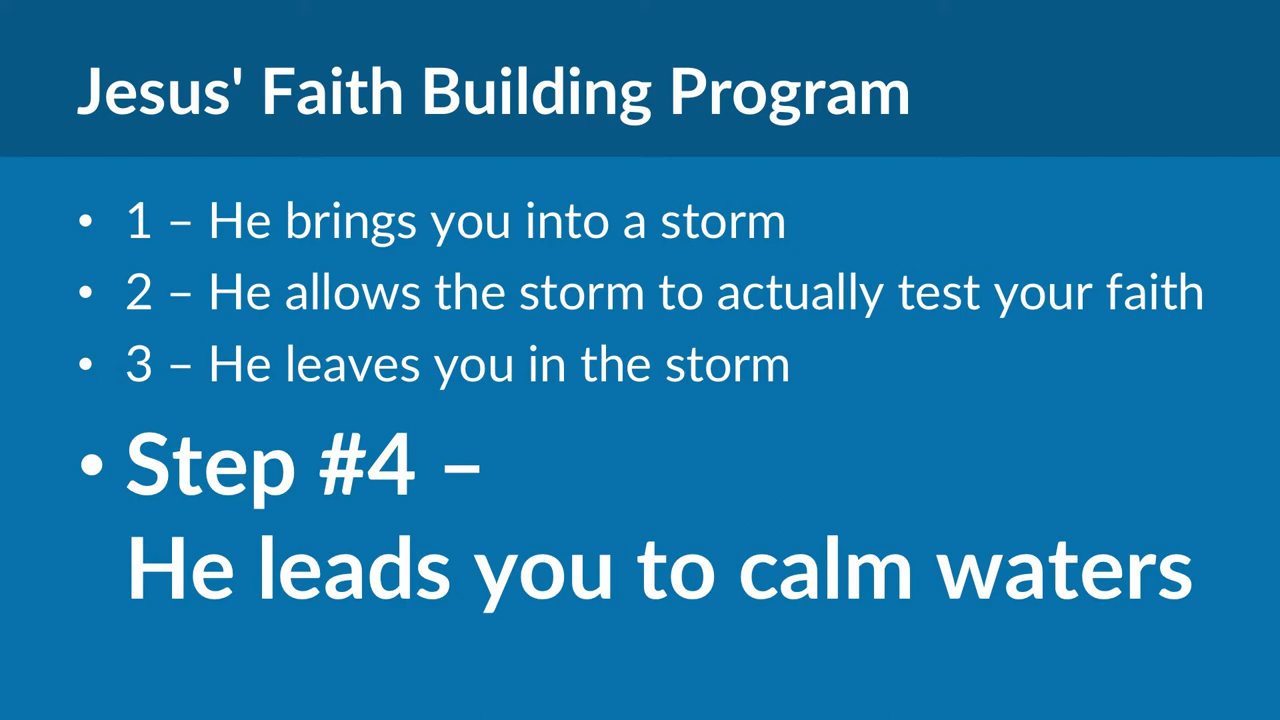 Jesus' Faith Building Program
• 1 – He brings you into a storm
• 2 – He allows the storm to actually test your faith
• 3 – He leaves you in the storm
• Step #4 –
He leads you to calm waters